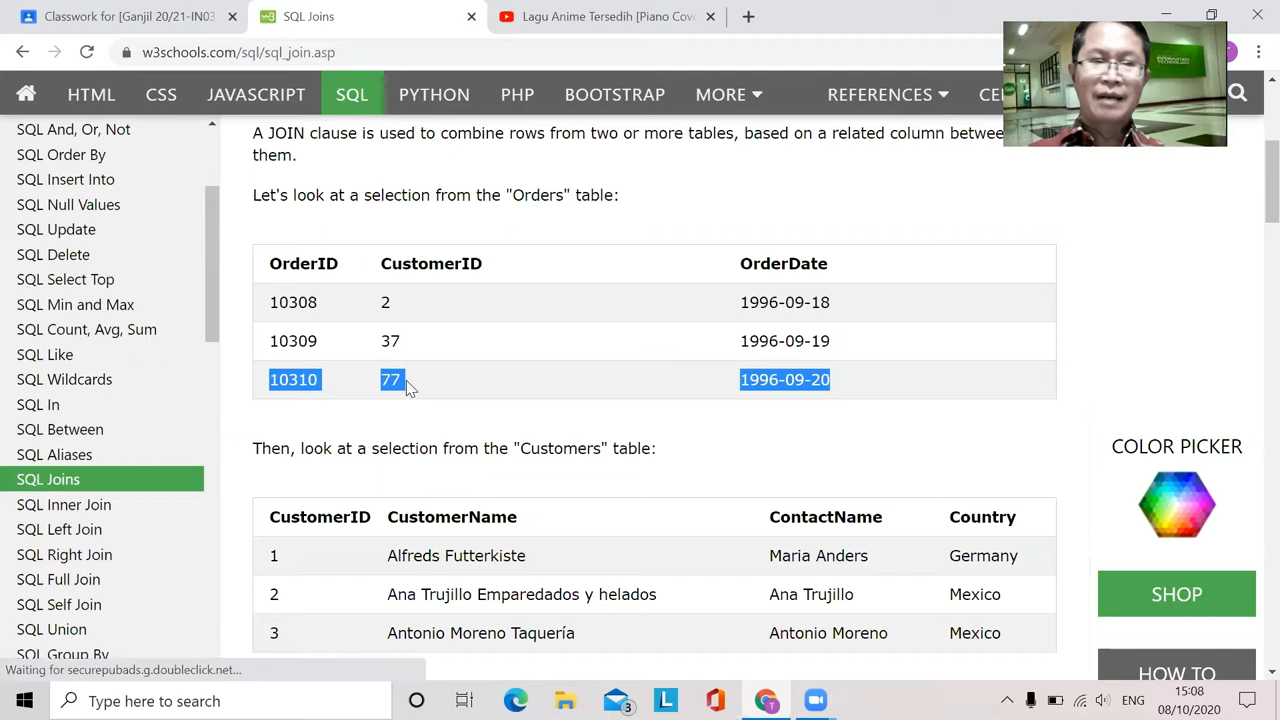 Classwork for [Ganjil 20/21-IN03
SQL Joins
Lagu Anime Tersedih [Piano Cov
w3schools.com/sql/sql_join.asp
HTML CSS JAVASCRIPT SQL PYTHON PHP BOOTSTRAP MORE REFERENCES CE
SQL And, Or, Not
SQL Order By
SQL Insert Into
SQL Null Values
SQL Update
SQL Delete
SQL Select Top
SQL Min and Max
SQL Count, Avg, Sum
SQL Like
SQL Wildcards
SQL In
SQL Between
SQL Aliases
SQL Joins
SQL Inner Join
SQL Left Join
SQL Right Join
SQL Full Join
SQL Self Join
SQL Union
SQL Group By
A JOIN clause is used to combine rows from two or more tables, based on a related column between
them.
Let's look at a selection from the "Orders" table:
OrderID CustomerID OrderDate
10308 2 1996-09-18
10309 37 1996-09-19
10310 77 1996-09-20
Then, look at a selection from the "Customers" table:
CustomerID CustomerName ContactName Country
1 Alfreds Futterkiste Maria Anders Germany
2 Ana Trujillo Emparedados y helados Ana Trujillo Mexico
3 Antonio Moreno Taquería Antonio Moreno Mexico
COLOR PICKER
SHOP
HOW TO
Waiting for securepubads.g.doubleclick.net...
Type here to search
3
L
T
ENG
15:08
08/10/2020